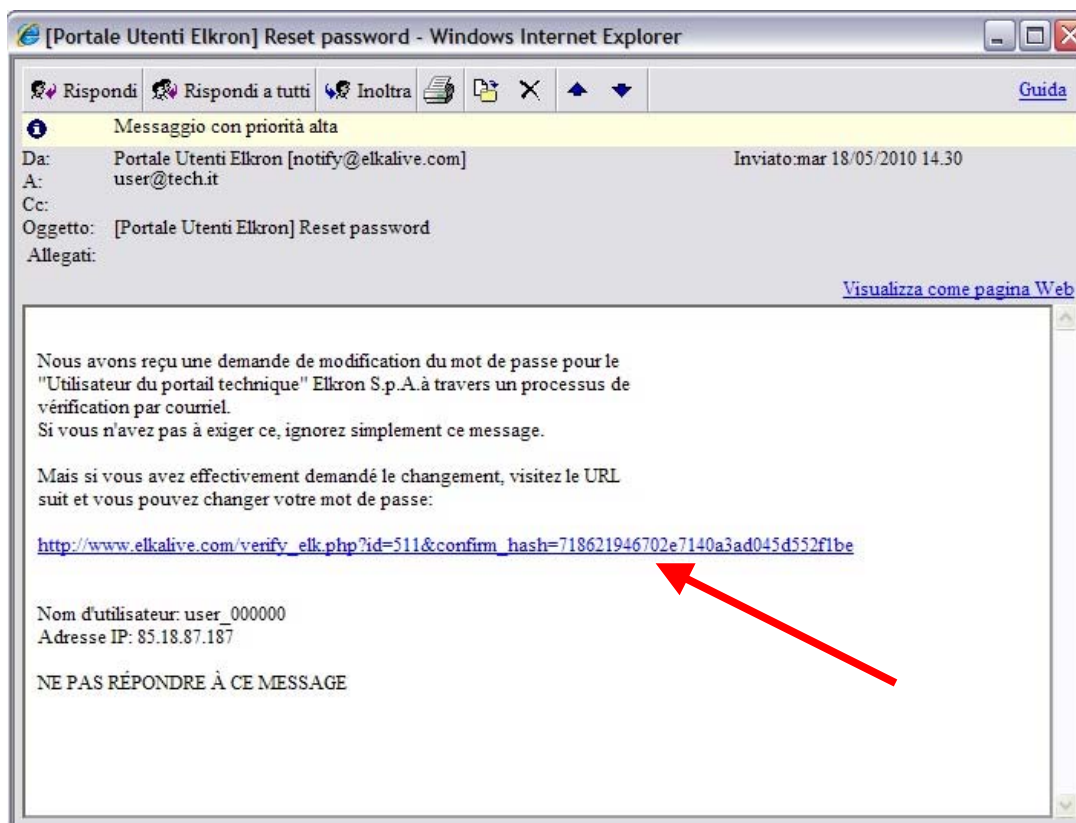 [Portale Utenti Elkron] Reset password - Windows Internet Explorer
Rispondi Rispondi a tutti Inoltra Guida
Messaggio con priorità alta
Da: Portale Utenti Elkron [notify@elkalive.com] Inviato:mar 18/05/2010 14.30
A: user@tech.it
Cc:
Oggetto: [Portale Utenti Elkron] Reset password
Allegati:
Visualizza come pagina Web
Nous avons reçu une demande de modification du mot de passe pour le
"Utilisateur du portail technique" Elkron S.p.A.à travers un processus de
vérification par courriel.
Si vous n'avez pas à exiger ce, ignorez simplement ce message.
Mais si vous avez effectivement demandé le changement, visitez le URL
suit et vous pouvez changer votre mot de passe:
http://www.elkalive.com/verify_elk.php?id=511&confirm_hash=718621946702e7140a3ad045d552f1be
Nom d'utilisateur: user_000000
Adresse IP: 85.18.87.187
NE PAS RÉPONDRE À CE MESSAGE